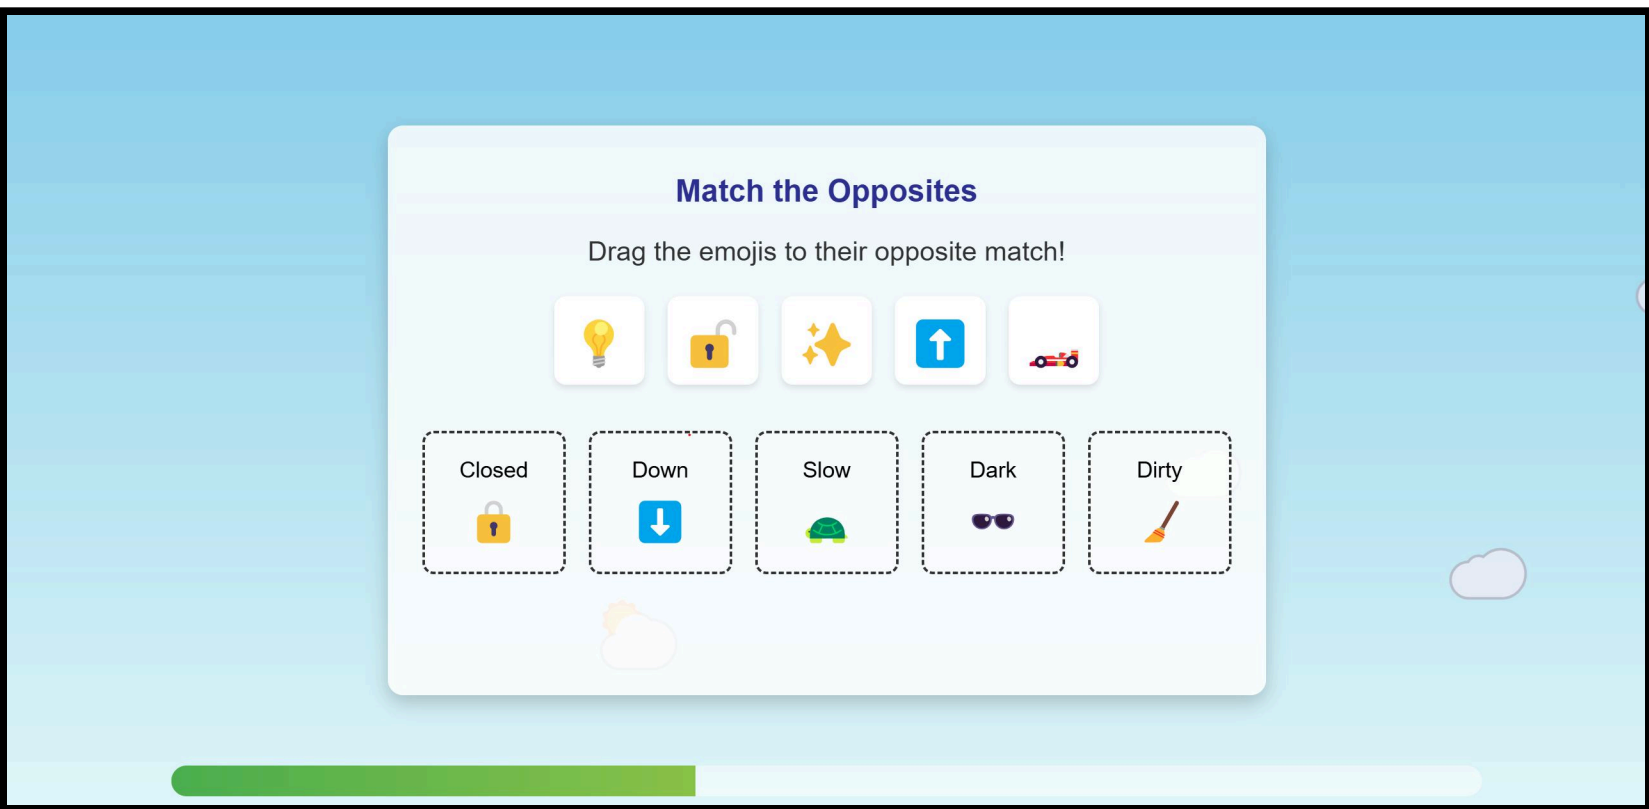 Match the Opposites
Drag the emojis to their opposite match!
Closed Down Slow Dark Dirty